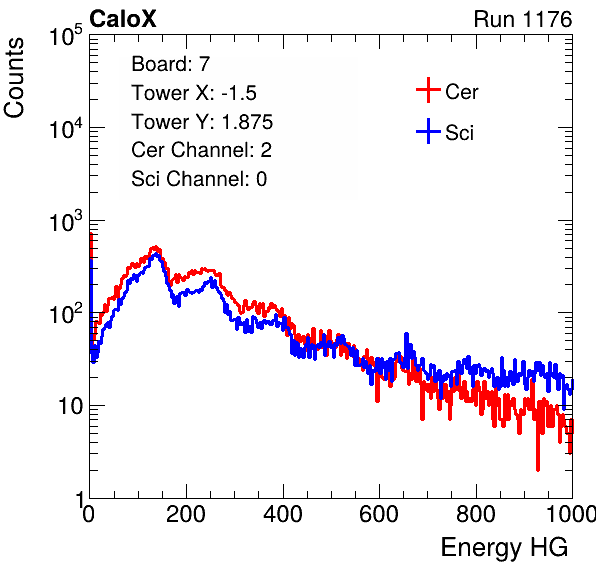 CaloX Run 1176
Counts
10^5
10^4
10^3
10^2
10
1
Board: 7
Tower X: -1.5
Tower Y: 1.875
Cer Channel: 2
Sci Channel: 0
Cer
Sci
0 200 400 600 800 1000
Energy HG